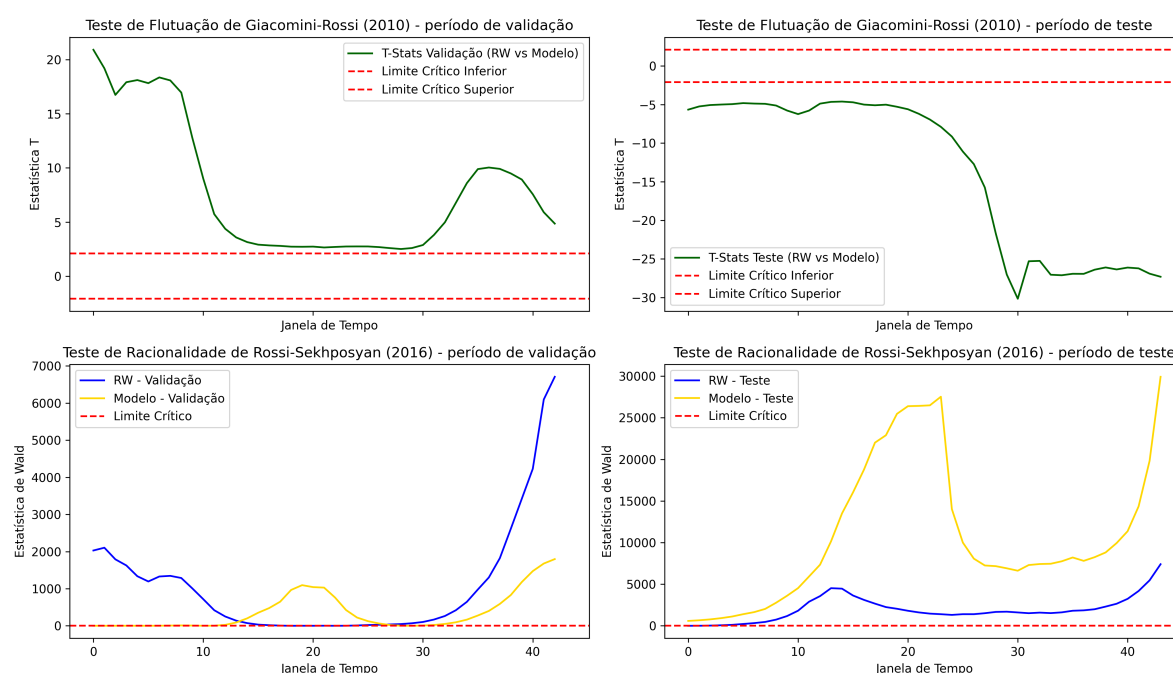 Teste de Flutuação de Giacomini-Rossi (2010) - período de validação
Estatística T
20
15
10
5
0
T-Stats Validação (RW vs Modelo)
Limite Crítico Inferior
Limite Crítico Superior
Janela de Tempo
Teste de Flutuação de Giacomini-Rossi (2010) - período de teste
Estatística T
0
−5
−10
−15
−20
−25
−30
T-Stats Teste (RW vs Modelo)
Limite Crítico Inferior
Limite Crítico Superior
Janela de Tempo
Teste de Racionalidade de Rossi-Sekhposyan (2016) - período de validação
Estatística de Wald
7000
6000
5000
4000
3000
2000
1000
0
RW - Validação
Modelo - Validação
Limite Crítico
0 10 20 30 40
Janela de Tempo
Teste de Racionalidade de Rossi-Sekhposyan (2016) - período de teste
Estatística de Wald
30000
25000
20000
15000
10000
5000
0
RW - Teste
Modelo - Teste
Limite Crítico
0 10 20 30 40
Janela de Tempo